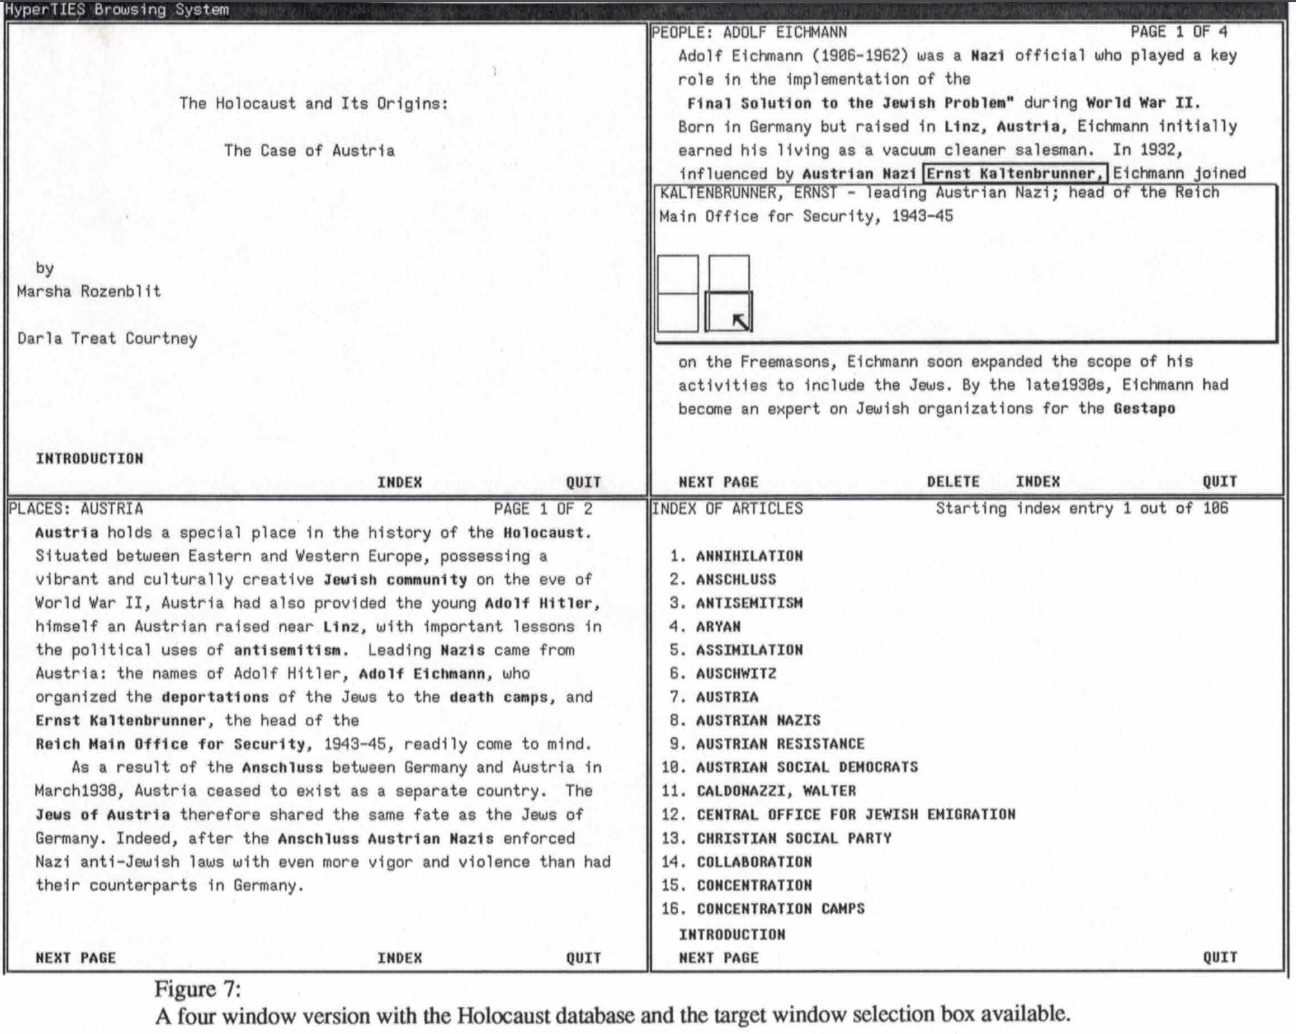 HyperTIES Browsing System
The Holocaust and Its Origins:
The Case of Austria
by
Marsha Rozenblit
Darla Treat Courtney
INTRODUCTION
INDEX QUIT
PEOPLE: ADOLF EICHMANN PAGE 1 OF 4
Adolf Eichmann (1906-1962) was a Nazi official who played a key
role in the implementation of the
Final Solution to the Jewish Problem" during World War II.
Born in Germany but raised in Linz, Austria, Eichmann initially
earned his living as a vacuum cleaner salesman. In 1932,
influenced by Austrian Nazi Ernst Kaltenbrunner, Eichmann joined
KALTENBRUNNER, ERNST - leading Austrian Nazi; head of the Reich
Main Office for Security, 1943-45
on the Freemasons, Eichmann soon expanded the scope of his
activities to include the Jews. By the late1930s, Eichmann had
become an expert on Jewish organizations for the Gestapo
NEXT PAGE DELETE INDEX QUIT
PLACES: AUSTRIA PAGE 1 OF 2
Austria holds a special place in the history of the Holocaust.
Situated between Eastern and Western Europe, possessing a
vibrant and culturally creative Jewish community on the eve of
World War II, Austria had also provided the young Adolf Hitler,
himself an Austrian raised near Linz, with important lessons in
the political uses of antisemitism. Leading Nazis came from
Austria: the names of Adolf Hitler, Adolf Eichmann, who
organized the deportations of the Jews to the death camps, and
Ernst Kaltenbrunner, the head of the
Reich Main Office for Security, 1943-45, readily come to mind.
As a result of the Anschluss between Germany and Austria in
March1938, Austria ceased to exist as a separate country. The
Jews of Austria therefore shared the same fate as the Jews of
Germany. Indeed, after the Anschluss Austrian Nazis enforced
Nazi anti-Jewish laws with even more vigor and violence than had
their counterparts in Germany.
NEXT PAGE INDEX QUIT
INDEX OF ARTICLES Starting index entry 1 out of 106
1. ANNIHILATION
2. ANSCHLUSS
3. ANTISEMITISM
4. ARYAN
5. ASSIMILATION
6. AUSCHWITZ
7. AUSTRIA
8. AUSTRIAN NAZIS
9. AUSTRIAN RESISTANCE
10. AUSTRIAN SOCIAL DEMOCRATS
11. CALDONAZZI, WALTER
12. CENTRAL OFFICE FOR JEWISH EMIGRATION
13. CHRISTIAN SOCIAL PARTY
14. COLLABORATION
15. CONCENTRATION
16. CONCENTRATION CAMPS
INTRODUCTION
NEXT PAGE QUIT
Figure 7:
A four window version with the Holocaust database and the target window selection box available.